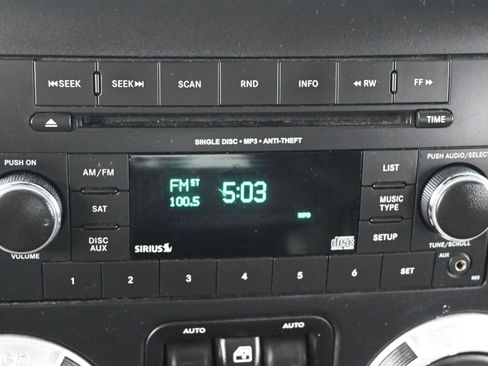 |◀◀ SEEK SEEK ▶▶| SCAN RND INFO ◀◀ RW FF ▶▶
TIME
SINGLE DISC • MP3 • ANTI-THEFT
PUSH ON PUSH AUDIO/SELECT
AM/FM LIST
FM ST 5:03
100.5
SAT MUSIC TYPE
INFO
DISC AUX SETUP
SIRIUS DISC
VOLUME TUNE/SCROLL
AUX
1 2 3 4 5 6 SET
AUTO AUTO